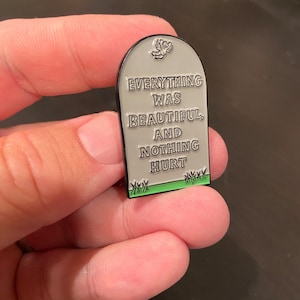 EVERYTHING
WAS
BEAUTIFUL,
AND
NOTHING
HURT